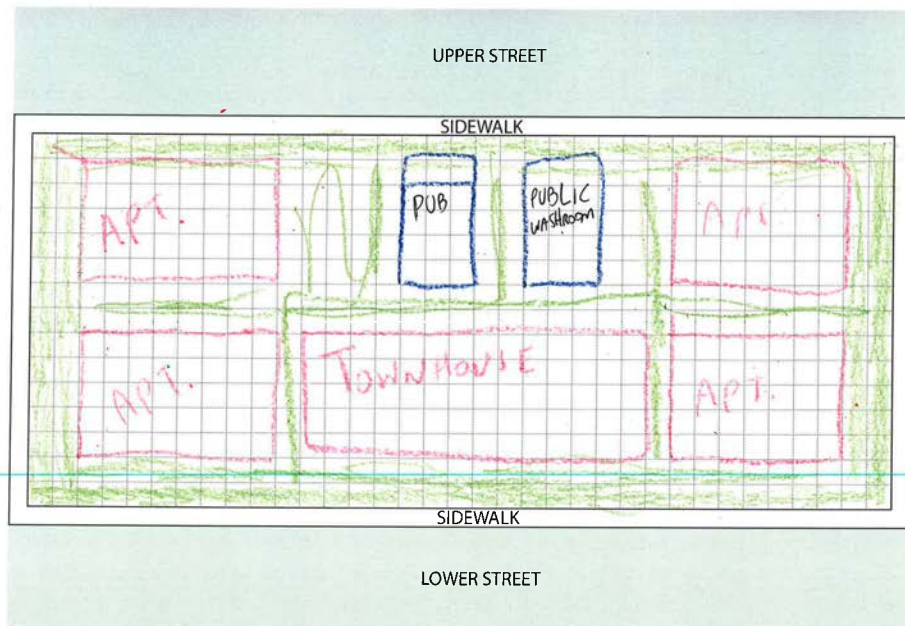 UPPER STREET
SIDEWALK
APT.
PUB
PUBLIC
WASHROOM
APT.
APT.
TOWNHOUSE
APT.
SIDEWALK
LOWER STREET